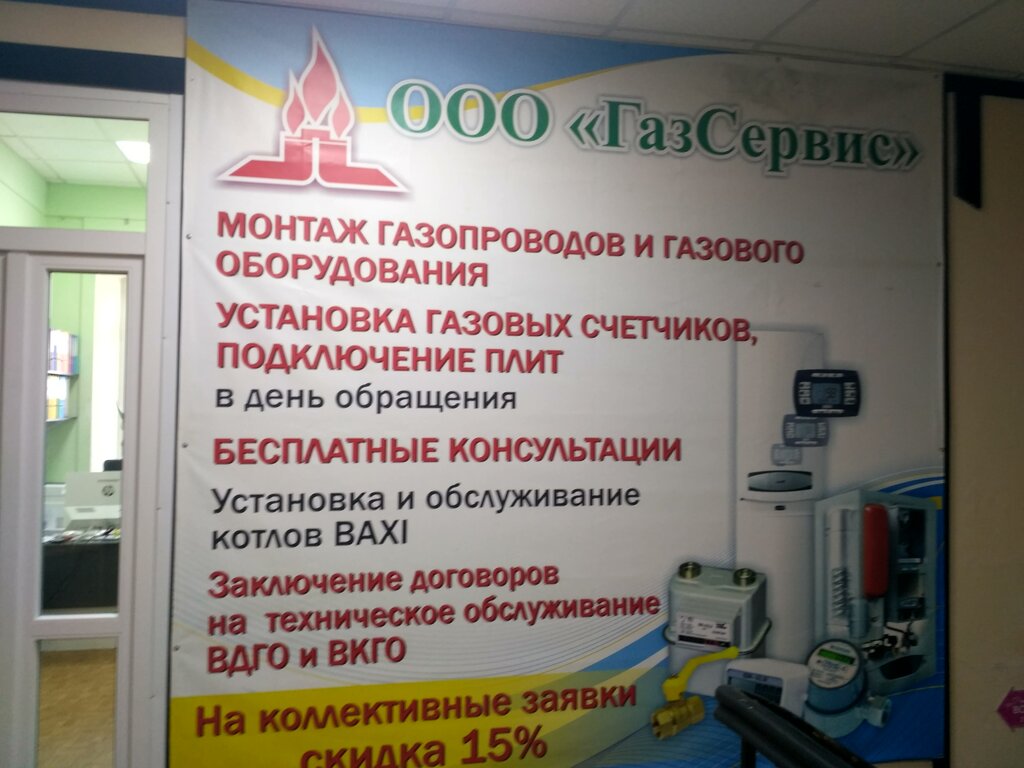 ООО «ГазСервис»
МОНТАЖ ГАЗОПРОВОДОВ И ГАЗОВОГО
ОБОРУДОВАНИЯ
УСТАНОВКА ГАЗОВЫХ СЧЕТЧИКОВ,
ПОДКЛЮЧЕНИЕ ПЛИТ
в день обращения
БЕСПЛАТНЫЕ КОНСУЛЬТАЦИИ
Установка и обслуживание
котлов BAXI
Заключение договоров
на техническое обслуживание
ВДГО и ВКГО
На коллективные заявки
скидка 15%